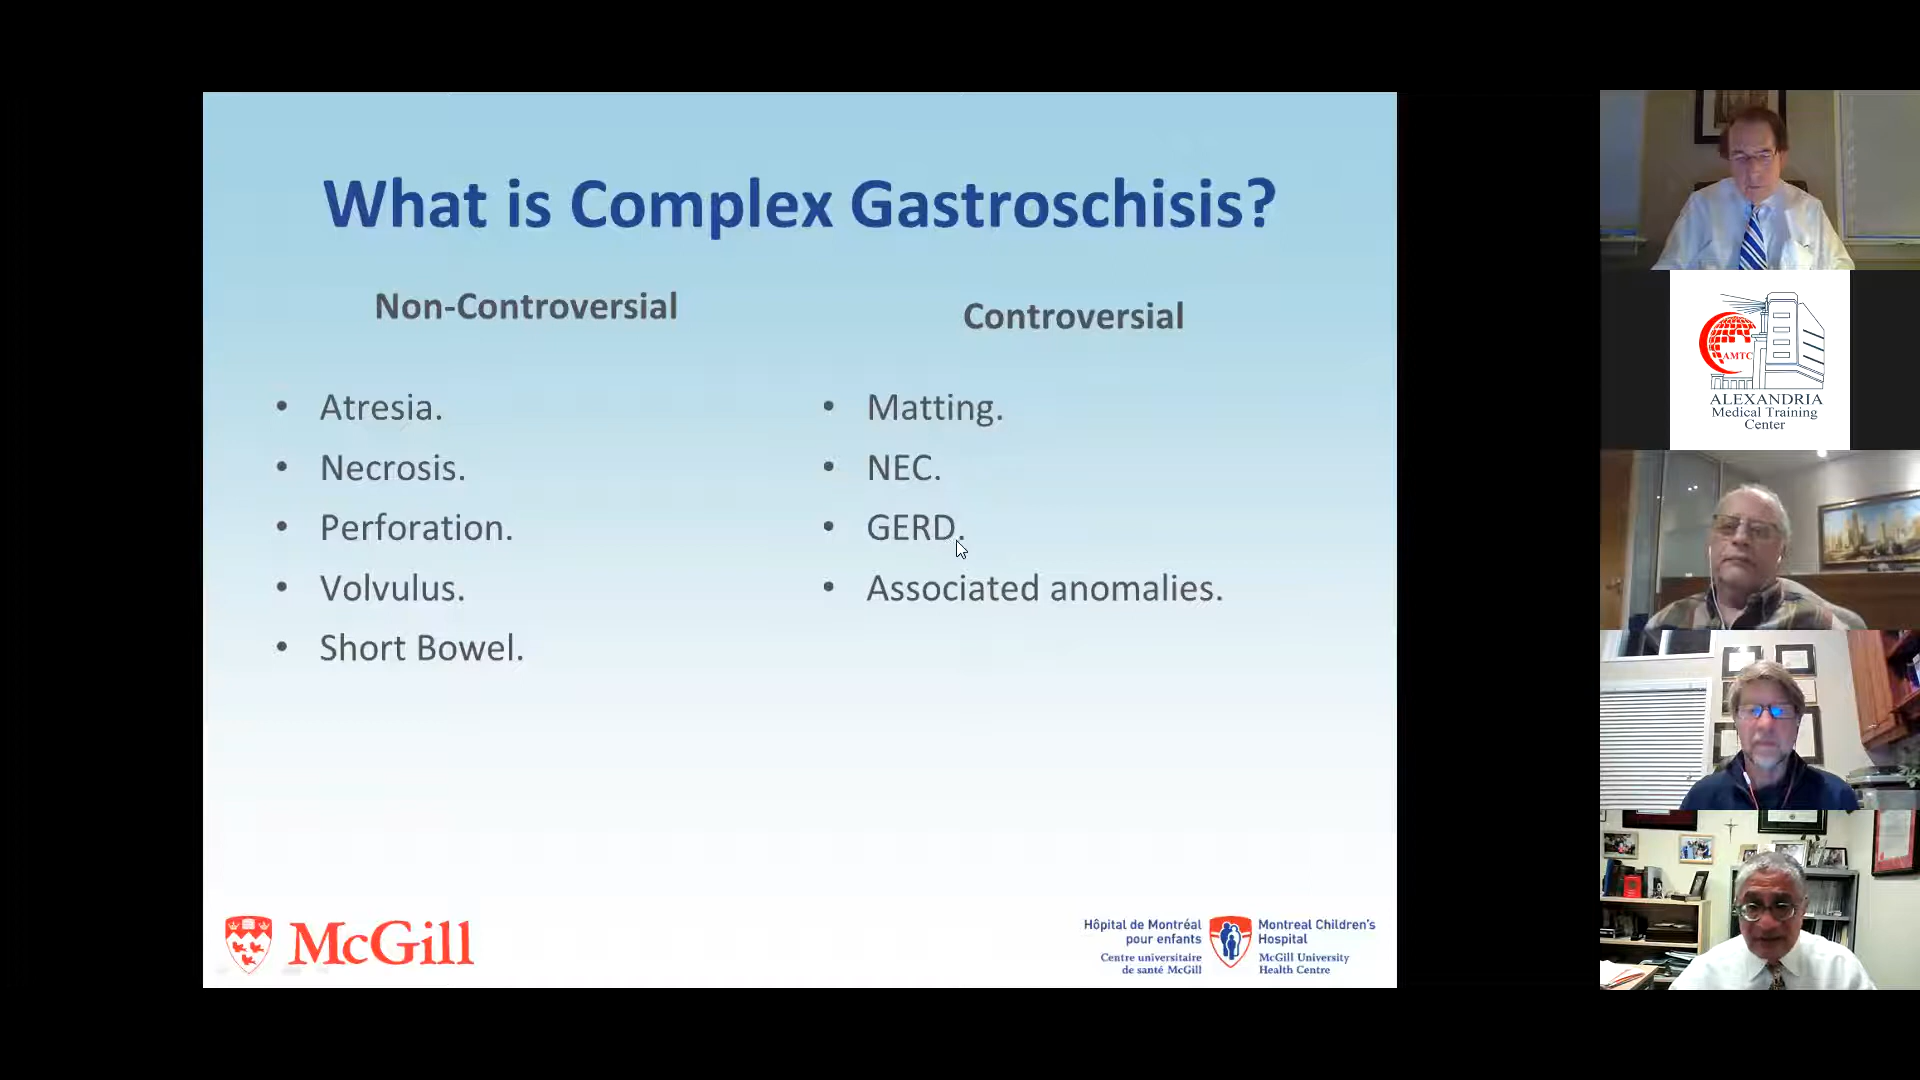 What is Complex Gastroschisis?
Non-Controversial
• Atresia.
• Necrosis.
• Perforation.
• Volvulus.
• Short Bowel.
Controversial
• Matting.
• NEC.
• GERD.
• Associated anomalies.
McGill
Hôpital de Montréal
pour enfants
Centre universitaire
de santé McGill
Montreal Children's
Hospital
McGill University
Health Centre
AMTC
ALEXANDRIA
Medical Training
Center